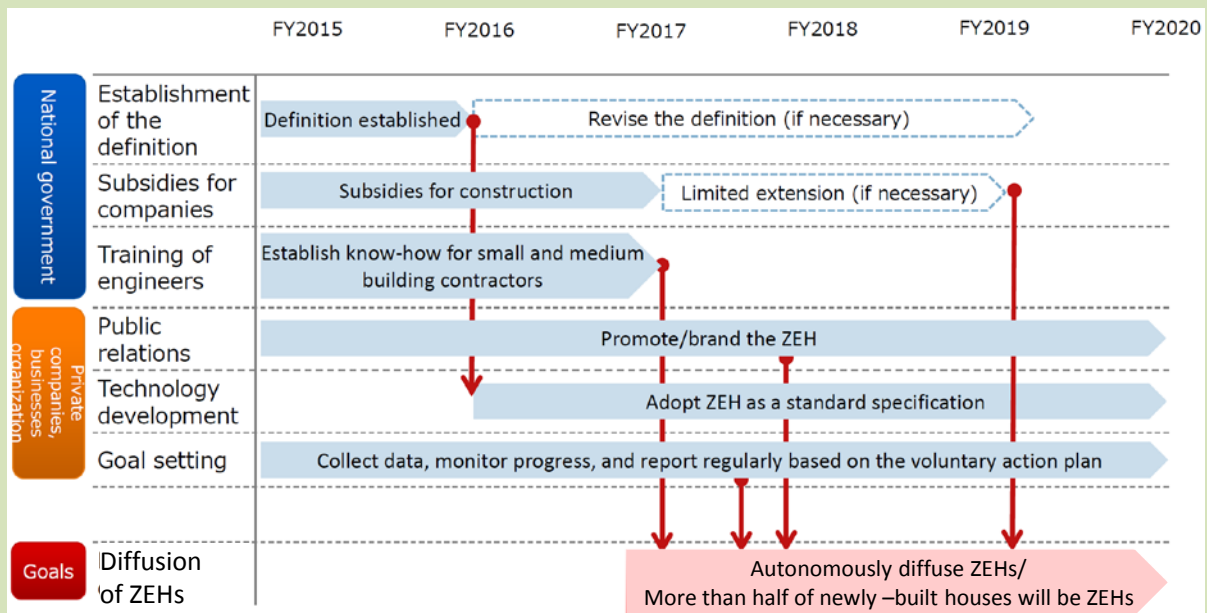 FY2015 FY2016 FY2017 FY2018 FY2019 FY2020
National government
Establishment
of the
definition
Definition established
Revise the definition (if necessary)
Subsidies for
companies
Subsidies for construction
Limited extension (if necessary)
Training of
engineers
Establish know-how for small and medium
building contractors
Private
companies,
businesses
organization
Public
relations
Promote/brand the ZEH
Technology
development
Adopt ZEH as a standard specification
Goal setting
Collect data, monitor progress, and report regularly based on the voluntary action plan
Goals
Diffusion
of ZEHs
Autonomously diffuse ZEHs/
More than half of newly –built houses will be ZEHs